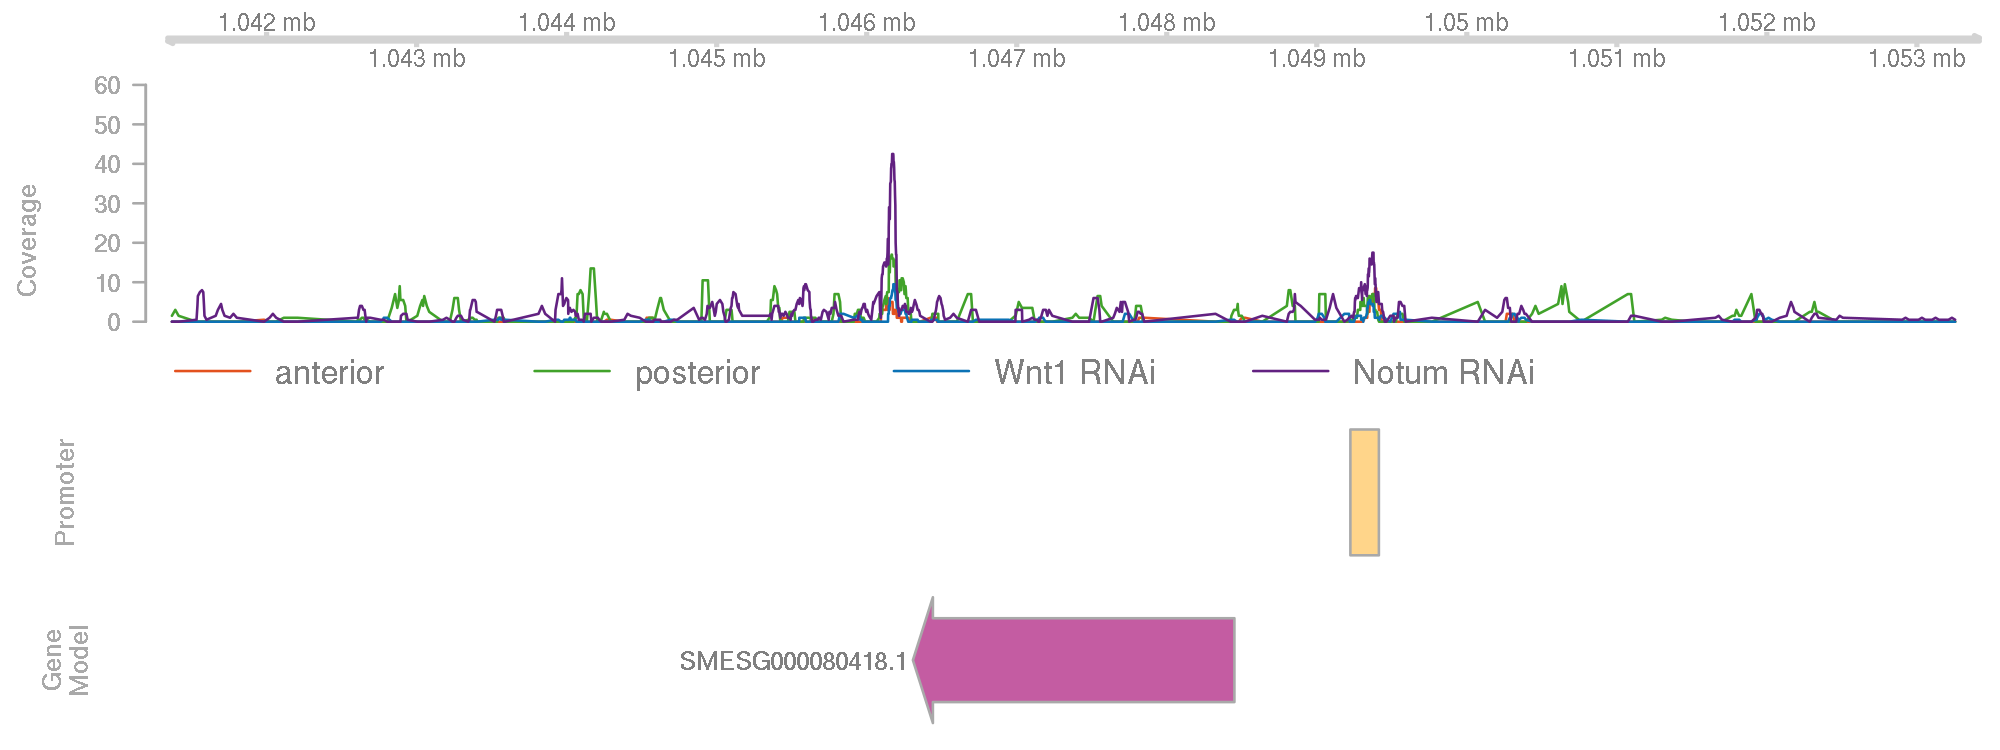 1.042 mb 1.044 mb 1.046 mb 1.048 mb 1.05 mb 1.052 mb
1.043 mb 1.045 mb 1.047 mb 1.049 mb 1.051 mb 1.053 mb
60
50
40
30
20
10
0
Coverage
anterior posterior Wnt1 RNAi Notum RNAi
Promoter
Gene
Model
SMESG000080418.1